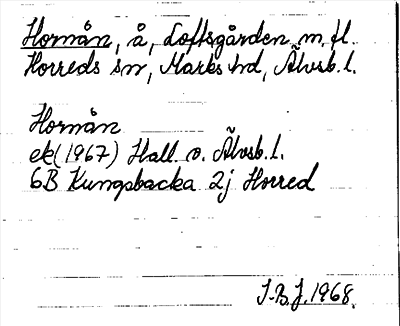 Hornån, å, Loftsgården m. fl.
Horreds sn, Marks hd, Älvsb. l.
Hornån
ek (1967) Hall. o. Älvsb. l.
6B Kungsbacka 2j Horred
I-B.J. 1968.